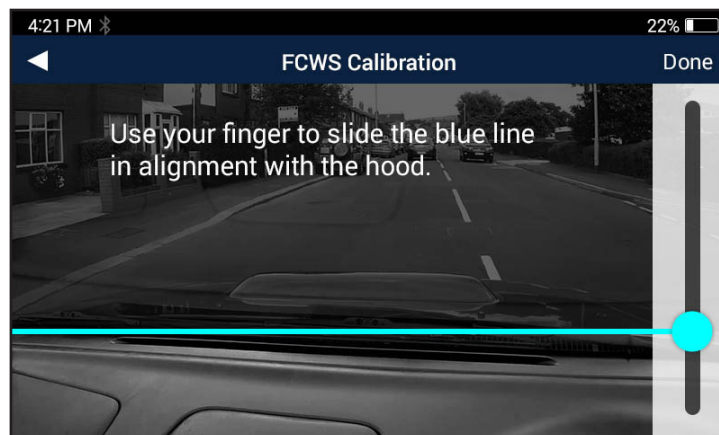 4:21 PM 22%
FCWS Calibration Done
Use your finger to slide the blue line
in alignment with the hood.